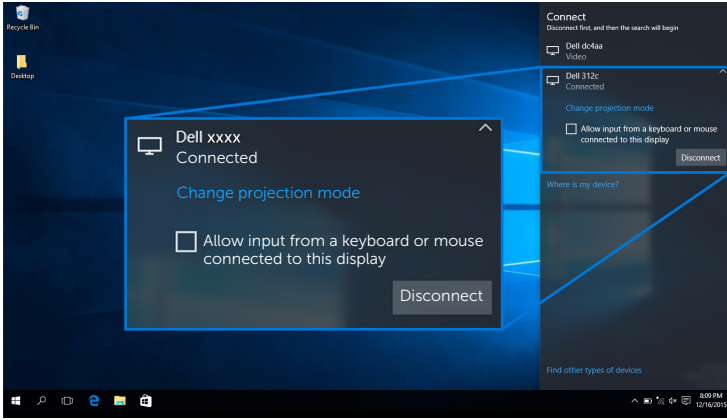 Recycle Bin
Desktop
Connect
Disconnect first, and then the search will begin
Dell dc4aa
Video
Dell 312c
Connected
Change projection mode
Allow input from a keyboard or mouse
connected to this display
Disconnect
Where is my device?
Find other types of devices
Dell xxxx
Connected
Change projection mode
Allow input from a keyboard or mouse
connected to this display
Disconnect
8:09 PM
12/16/2015